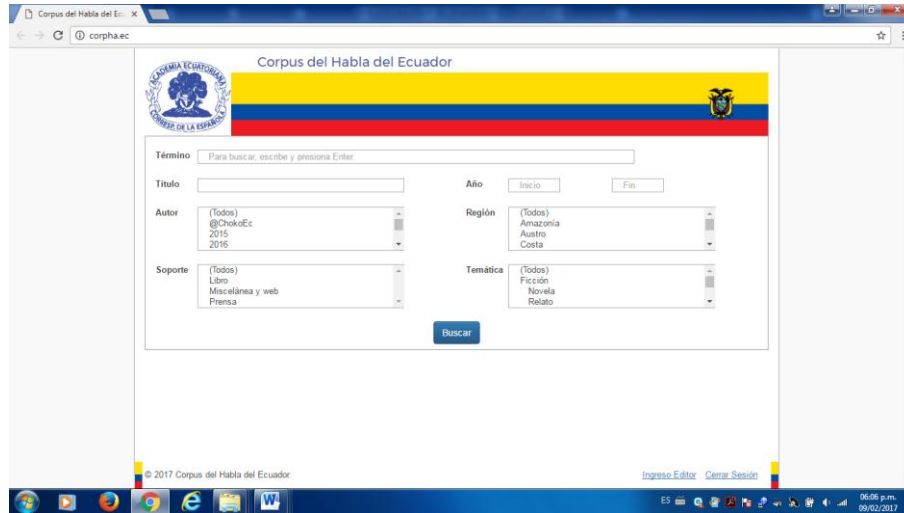 Corpus del Habla del Ec
corpha.ec
Corpus del Habla del Ecuador
ACADEMIA ECUATORIANA
CORRESP. DE LA ESPAÑOLA
Término Para buscar, escribe y presiona Enter
Título Año Inicio Fin
Autor (Todos) Región (Todos)
@ChokoEc Amazonía
2015 Austro
2016 Costa
Soporte (Todos) Temática (Todos)
Libro Ficción
Miscelánea y web Novela
Prensa Relato
Buscar
© 2017 Corpus del Habla del Ecuador. Ingreso Editor Cerrar Sesión
ES 06:06 p.m.
09/02/2017